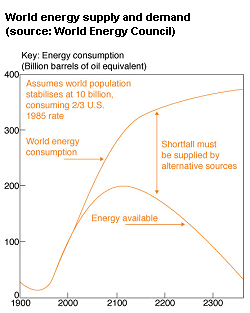 World energy supply and demand
(source: World Energy Council)
Key: Energy consumption
(Billion barrels of oil equivalent)
400
Assumes world population
stabilises at 10 billion,
consuming 2/3 U.S.
1985 rate
300
World energy
consumption
Shortfall must
be supplied by
alternative sources
200
Energy available
100
0
1900
2000
2100
2200
2300